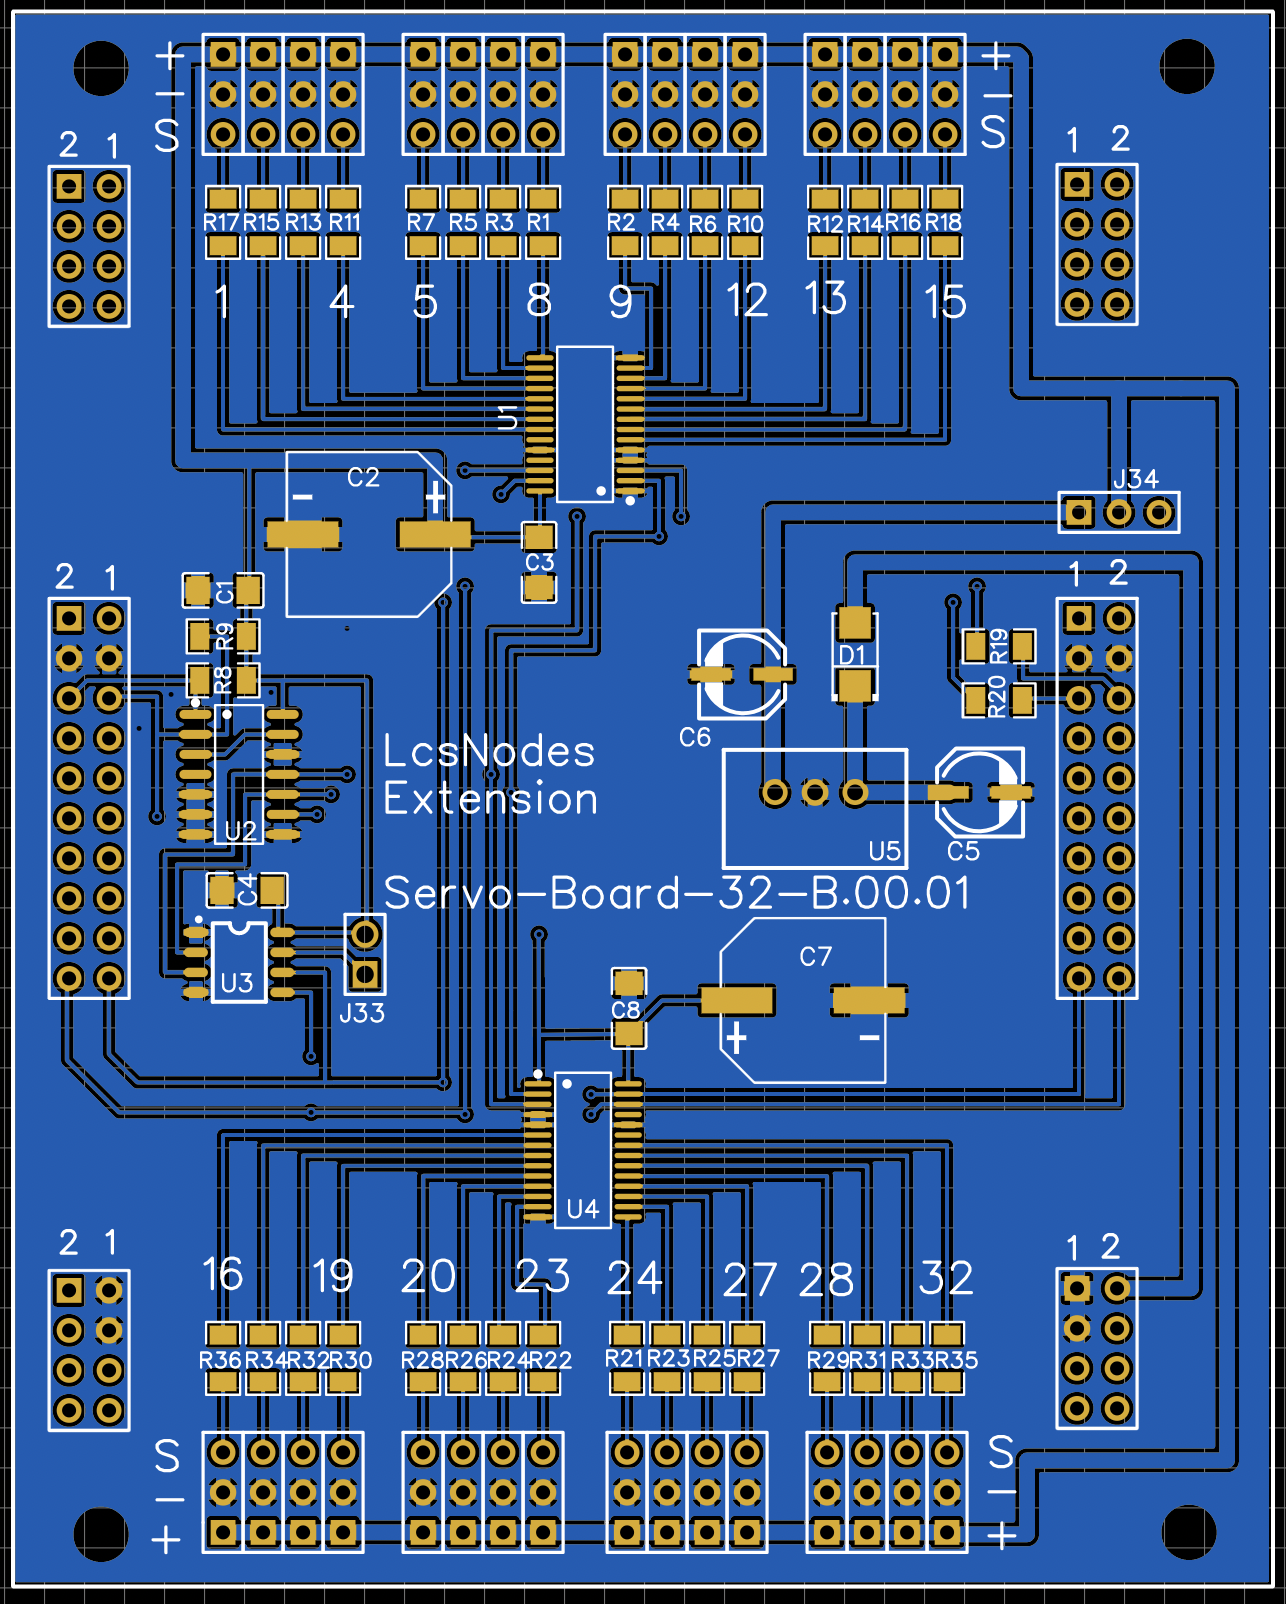 + +
− −
S S
2 1 1 2
R17 R15 R13 R11 R7 R5 R3 R1 R2 R4 R6 R10 R12 R14 R16 R18
1 4 5 8 9 12 13 15
U1
C2
− +
J34
C3
2 1 1 2
C1
R9 R19
D1
R8 R20
C6
LcsNodes
Extension
U2 U5 C5
C4
Servo-Board-32-B.00.01
C7
U3
J33 C8
+ −
U4
2 1 1 2
16 19 20 23 24 27 28 32
R36 R34 R32 R30 R28 R26 R24 R22 R21 R23 R25 R27 R29 R31 R33 R35
S S
− −
+ +